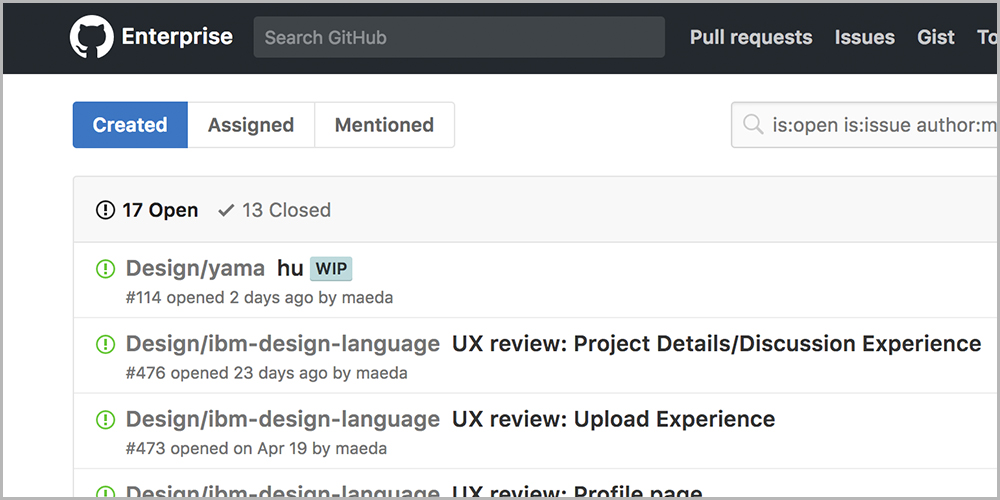 Enterprise Search GitHub Pull requests Issues Gist To
Created Assigned Mentioned is:open is:issue author:m
17 Open 13 Closed
Design/yama hu WIP
#114 opened 2 days ago by maeda
Design/ibm-design-language UX review: Project Details/Discussion Experience
#476 opened 23 days ago by maeda
Design/ibm-design-language UX review: Upload Experience
#473 opened on Apr 19 by maeda
Design/ibm-design-language UX review: Profile page